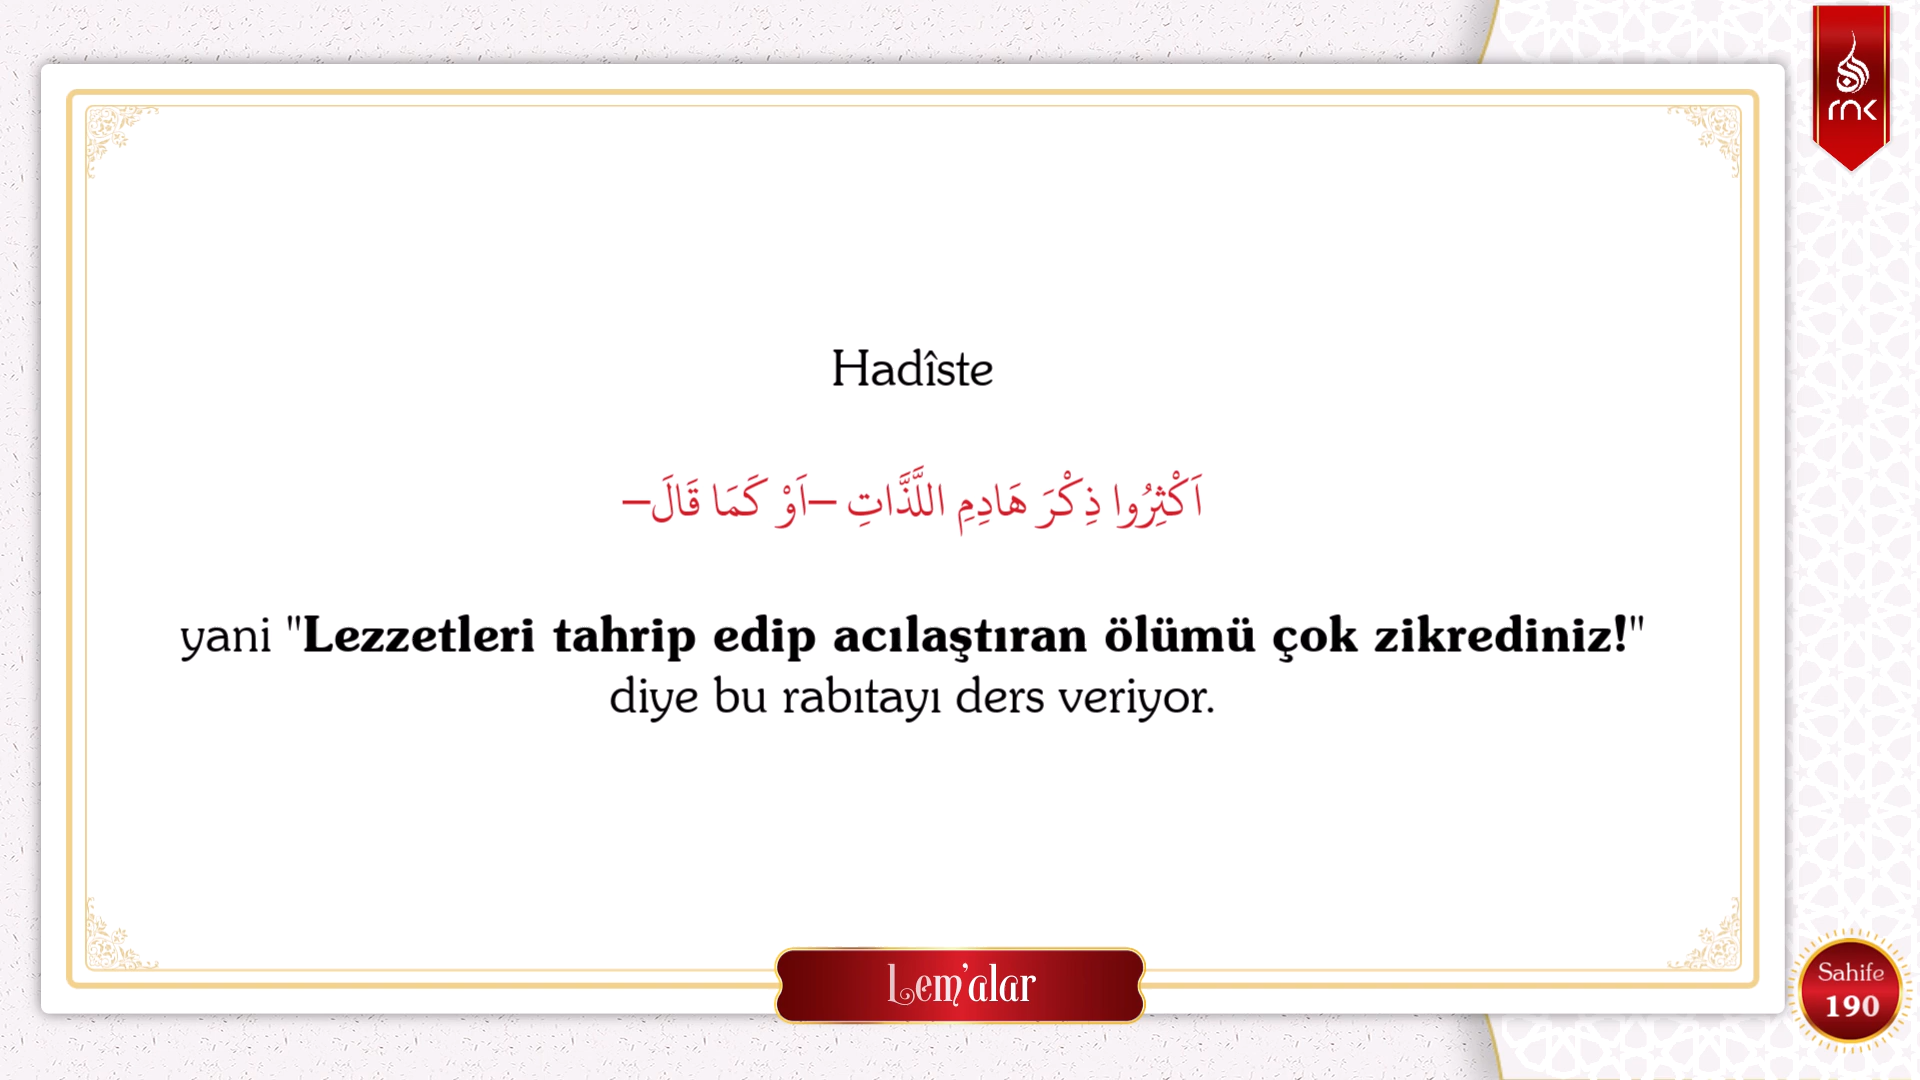 rnk
Hadîste
اَكْثِرُوا ذِكْرَ هَادِمِ اللَّذَّاتِ –اَوْ كَمَا قَالَ–
yani "Lezzetleri tahrip edip acılaştıran ölümü çok zikrediniz!"
diye bu rabıtayı ders veriyor.
Lem'alar
Sahife
190